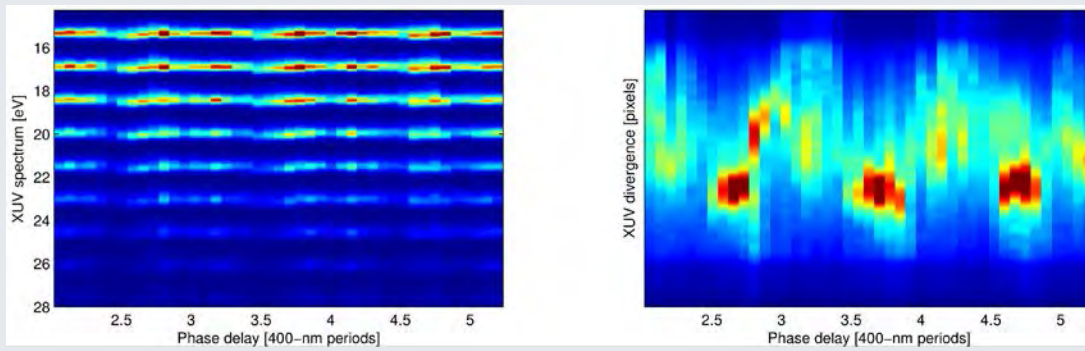 16
18
20
22
24
26
28
XUV spectrum [eV]
2.5 3 3.5 4 4.5 5
Phase delay [400−nm periods]
XUV divergence [pixels]
2.5 3 3.5 4 4.5 5
Phase delay [400−nm periods]